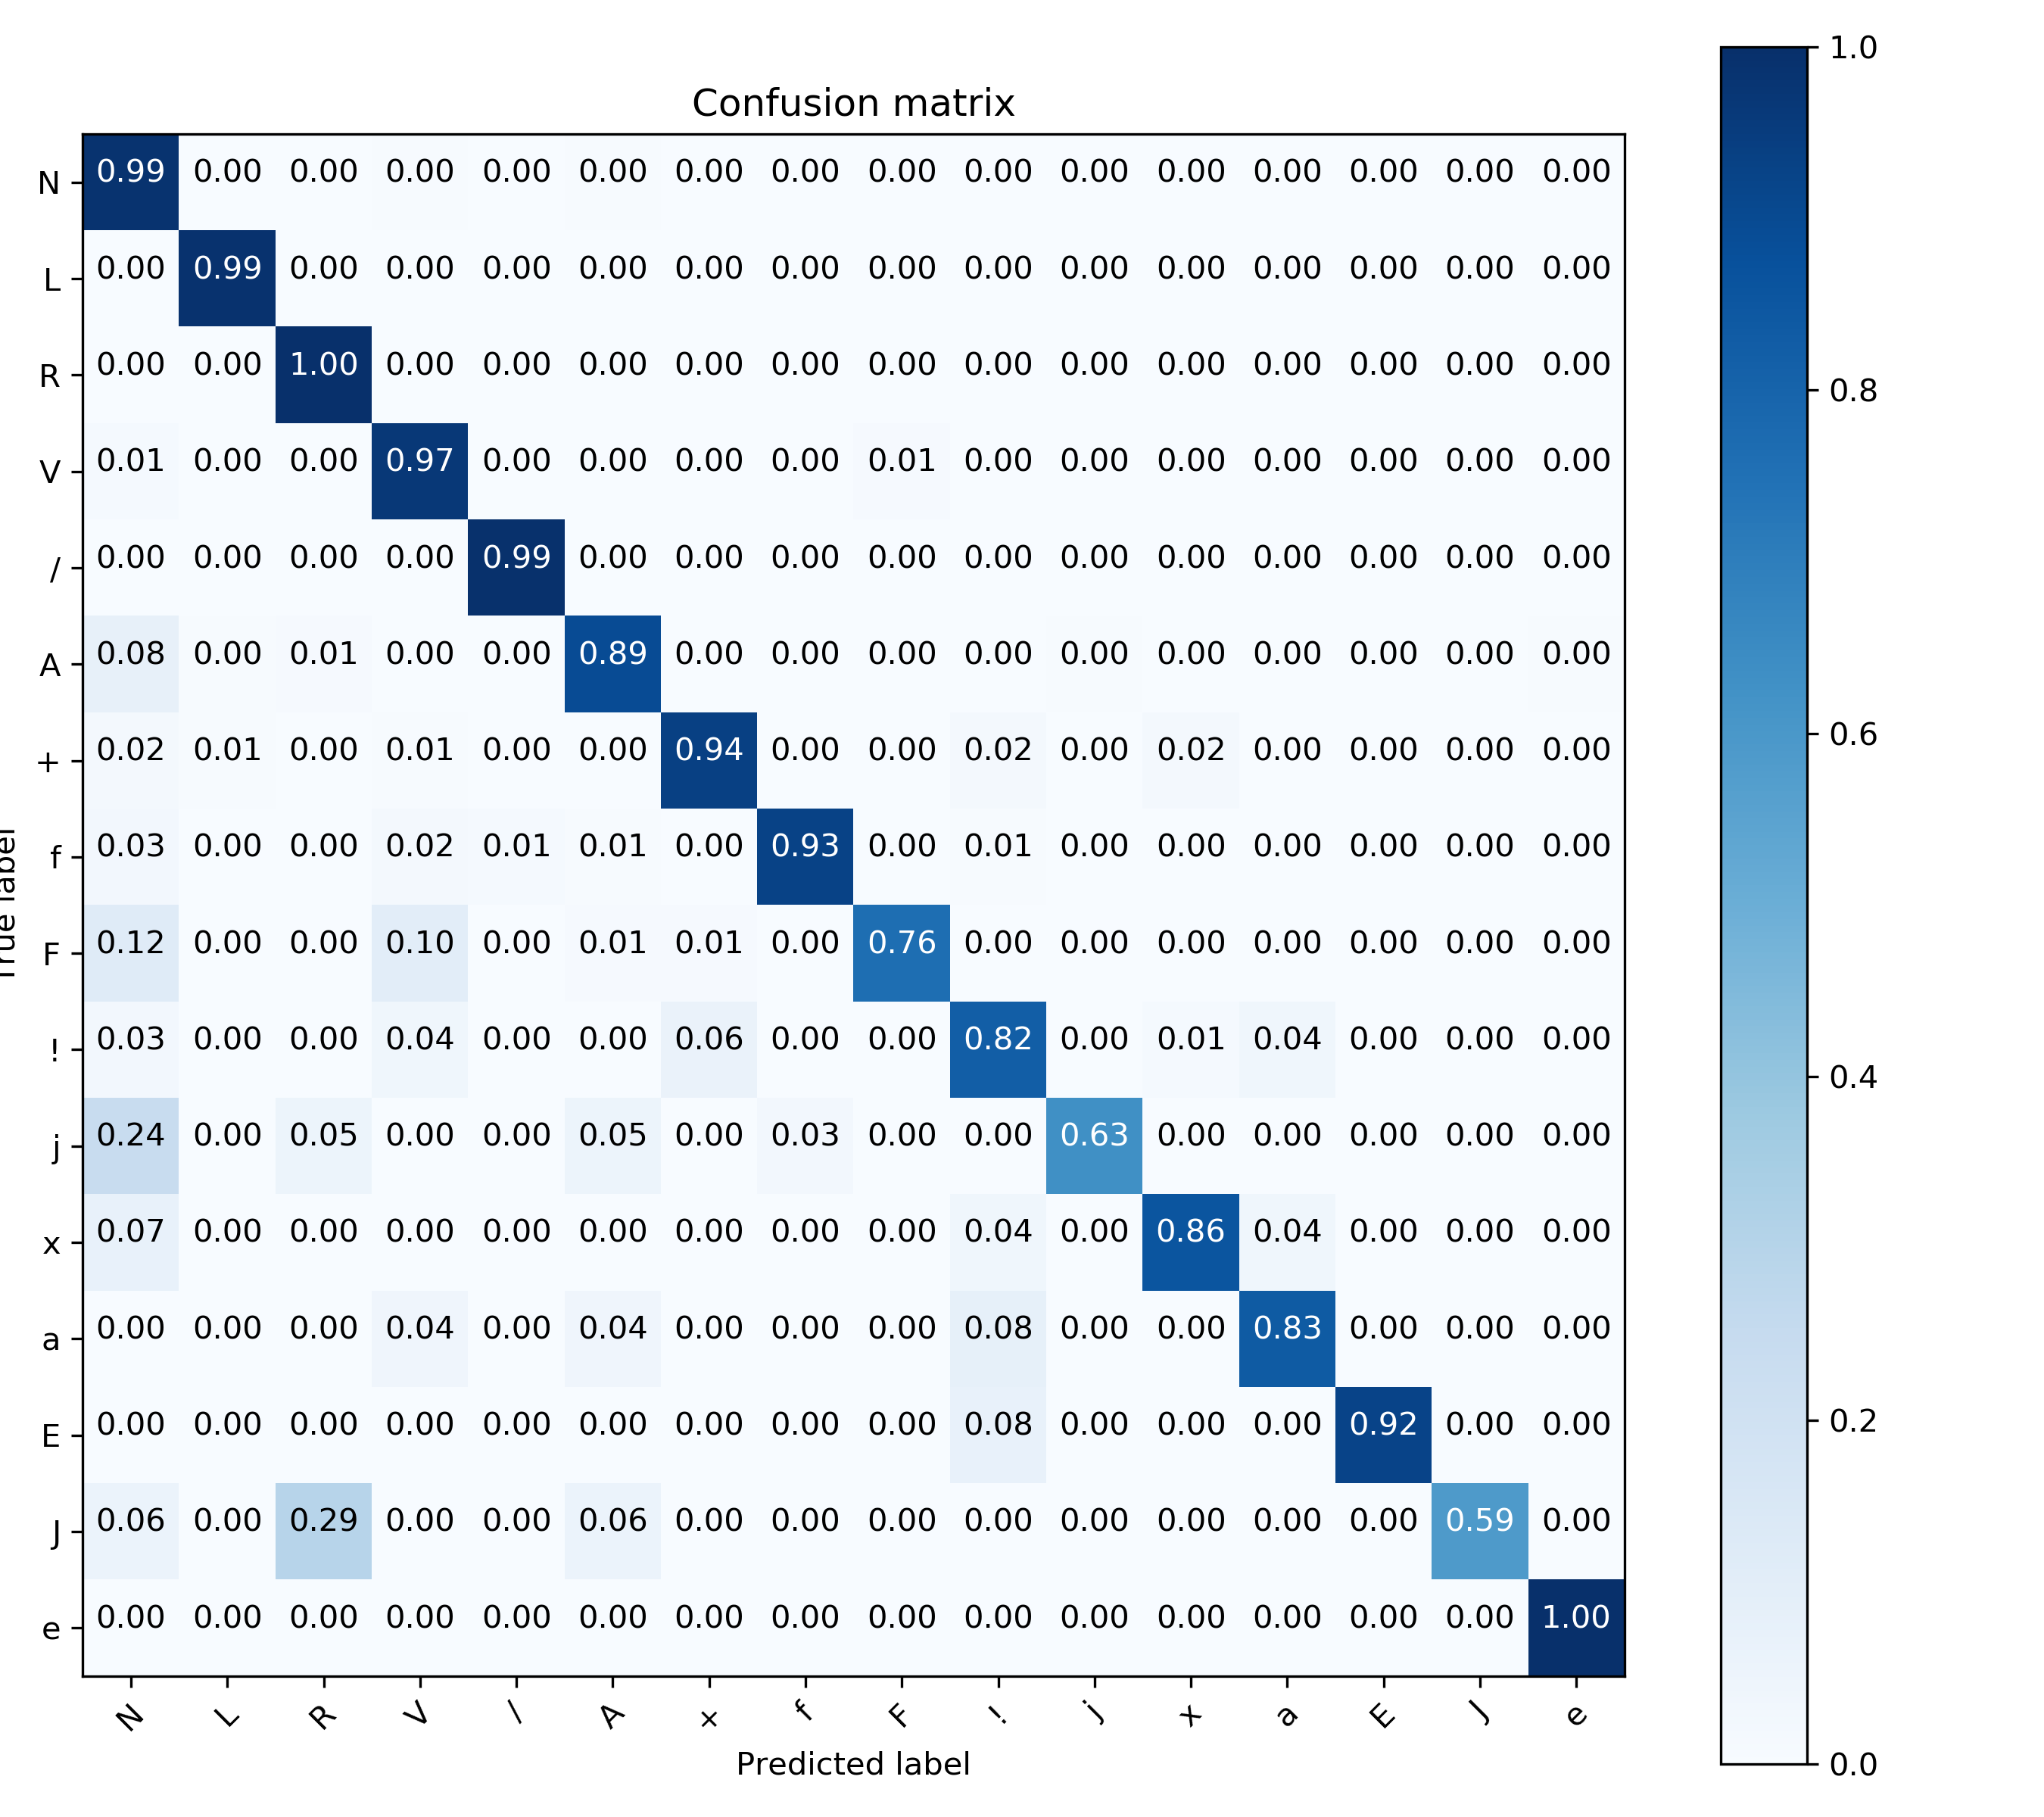 Confusion matrix
1.0
N 0.99 0.00 0.00 0.00 0.00 0.00 0.00 0.00 0.00 0.00 0.00 0.00 0.00 0.00 0.00 0.00
L 0.00 0.99 0.00 0.00 0.00 0.00 0.00 0.00 0.00 0.00 0.00 0.00 0.00 0.00 0.00 0.00
R 0.00 0.00 1.00 0.00 0.00 0.00 0.00 0.00 0.00 0.00 0.00 0.00 0.00 0.00 0.00 0.00
0.8
V 0.01 0.00 0.00 0.97 0.00 0.00 0.00 0.00 0.01 0.00 0.00 0.00 0.00 0.00 0.00 0.00
/ 0.00 0.00 0.00 0.00 0.99 0.00 0.00 0.00 0.00 0.00 0.00 0.00 0.00 0.00 0.00 0.00
A 0.08 0.00 0.01 0.00 0.00 0.89 0.00 0.00 0.00 0.00 0.00 0.00 0.00 0.00 0.00 0.00
0.6
+ 0.02 0.01 0.00 0.01 0.00 0.00 0.94 0.00 0.00 0.02 0.00 0.02 0.00 0.00 0.00 0.00
f 0.03 0.00 0.00 0.02 0.01 0.01 0.00 0.93 0.00 0.01 0.00 0.00 0.00 0.00 0.00 0.00
True label
F 0.12 0.00 0.00 0.10 0.00 0.01 0.01 0.00 0.76 0.00 0.00 0.00 0.00 0.00 0.00 0.00
! 0.03 0.00 0.00 0.04 0.00 0.00 0.06 0.00 0.00 0.82 0.00 0.01 0.04 0.00 0.00 0.00
0.4
j 0.24 0.00 0.05 0.00 0.00 0.05 0.00 0.03 0.00 0.00 0.63 0.00 0.00 0.00 0.00 0.00
x 0.07 0.00 0.00 0.00 0.00 0.00 0.00 0.00 0.00 0.04 0.00 0.86 0.04 0.00 0.00 0.00
a 0.00 0.00 0.00 0.04 0.00 0.04 0.00 0.00 0.00 0.08 0.00 0.00 0.83 0.00 0.00 0.00
E 0.00 0.00 0.00 0.00 0.00 0.00 0.00 0.00 0.00 0.08 0.00 0.00 0.00 0.92 0.00 0.00
0.2
J 0.06 0.00 0.29 0.00 0.00 0.06 0.00 0.00 0.00 0.00 0.00 0.00 0.00 0.00 0.59 0.00
e 0.00 0.00 0.00 0.00 0.00 0.00 0.00 0.00 0.00 0.00 0.00 0.00 0.00 0.00 0.00 1.00
N L R V / A + f F ! j x a E J e
Predicted label
0.0